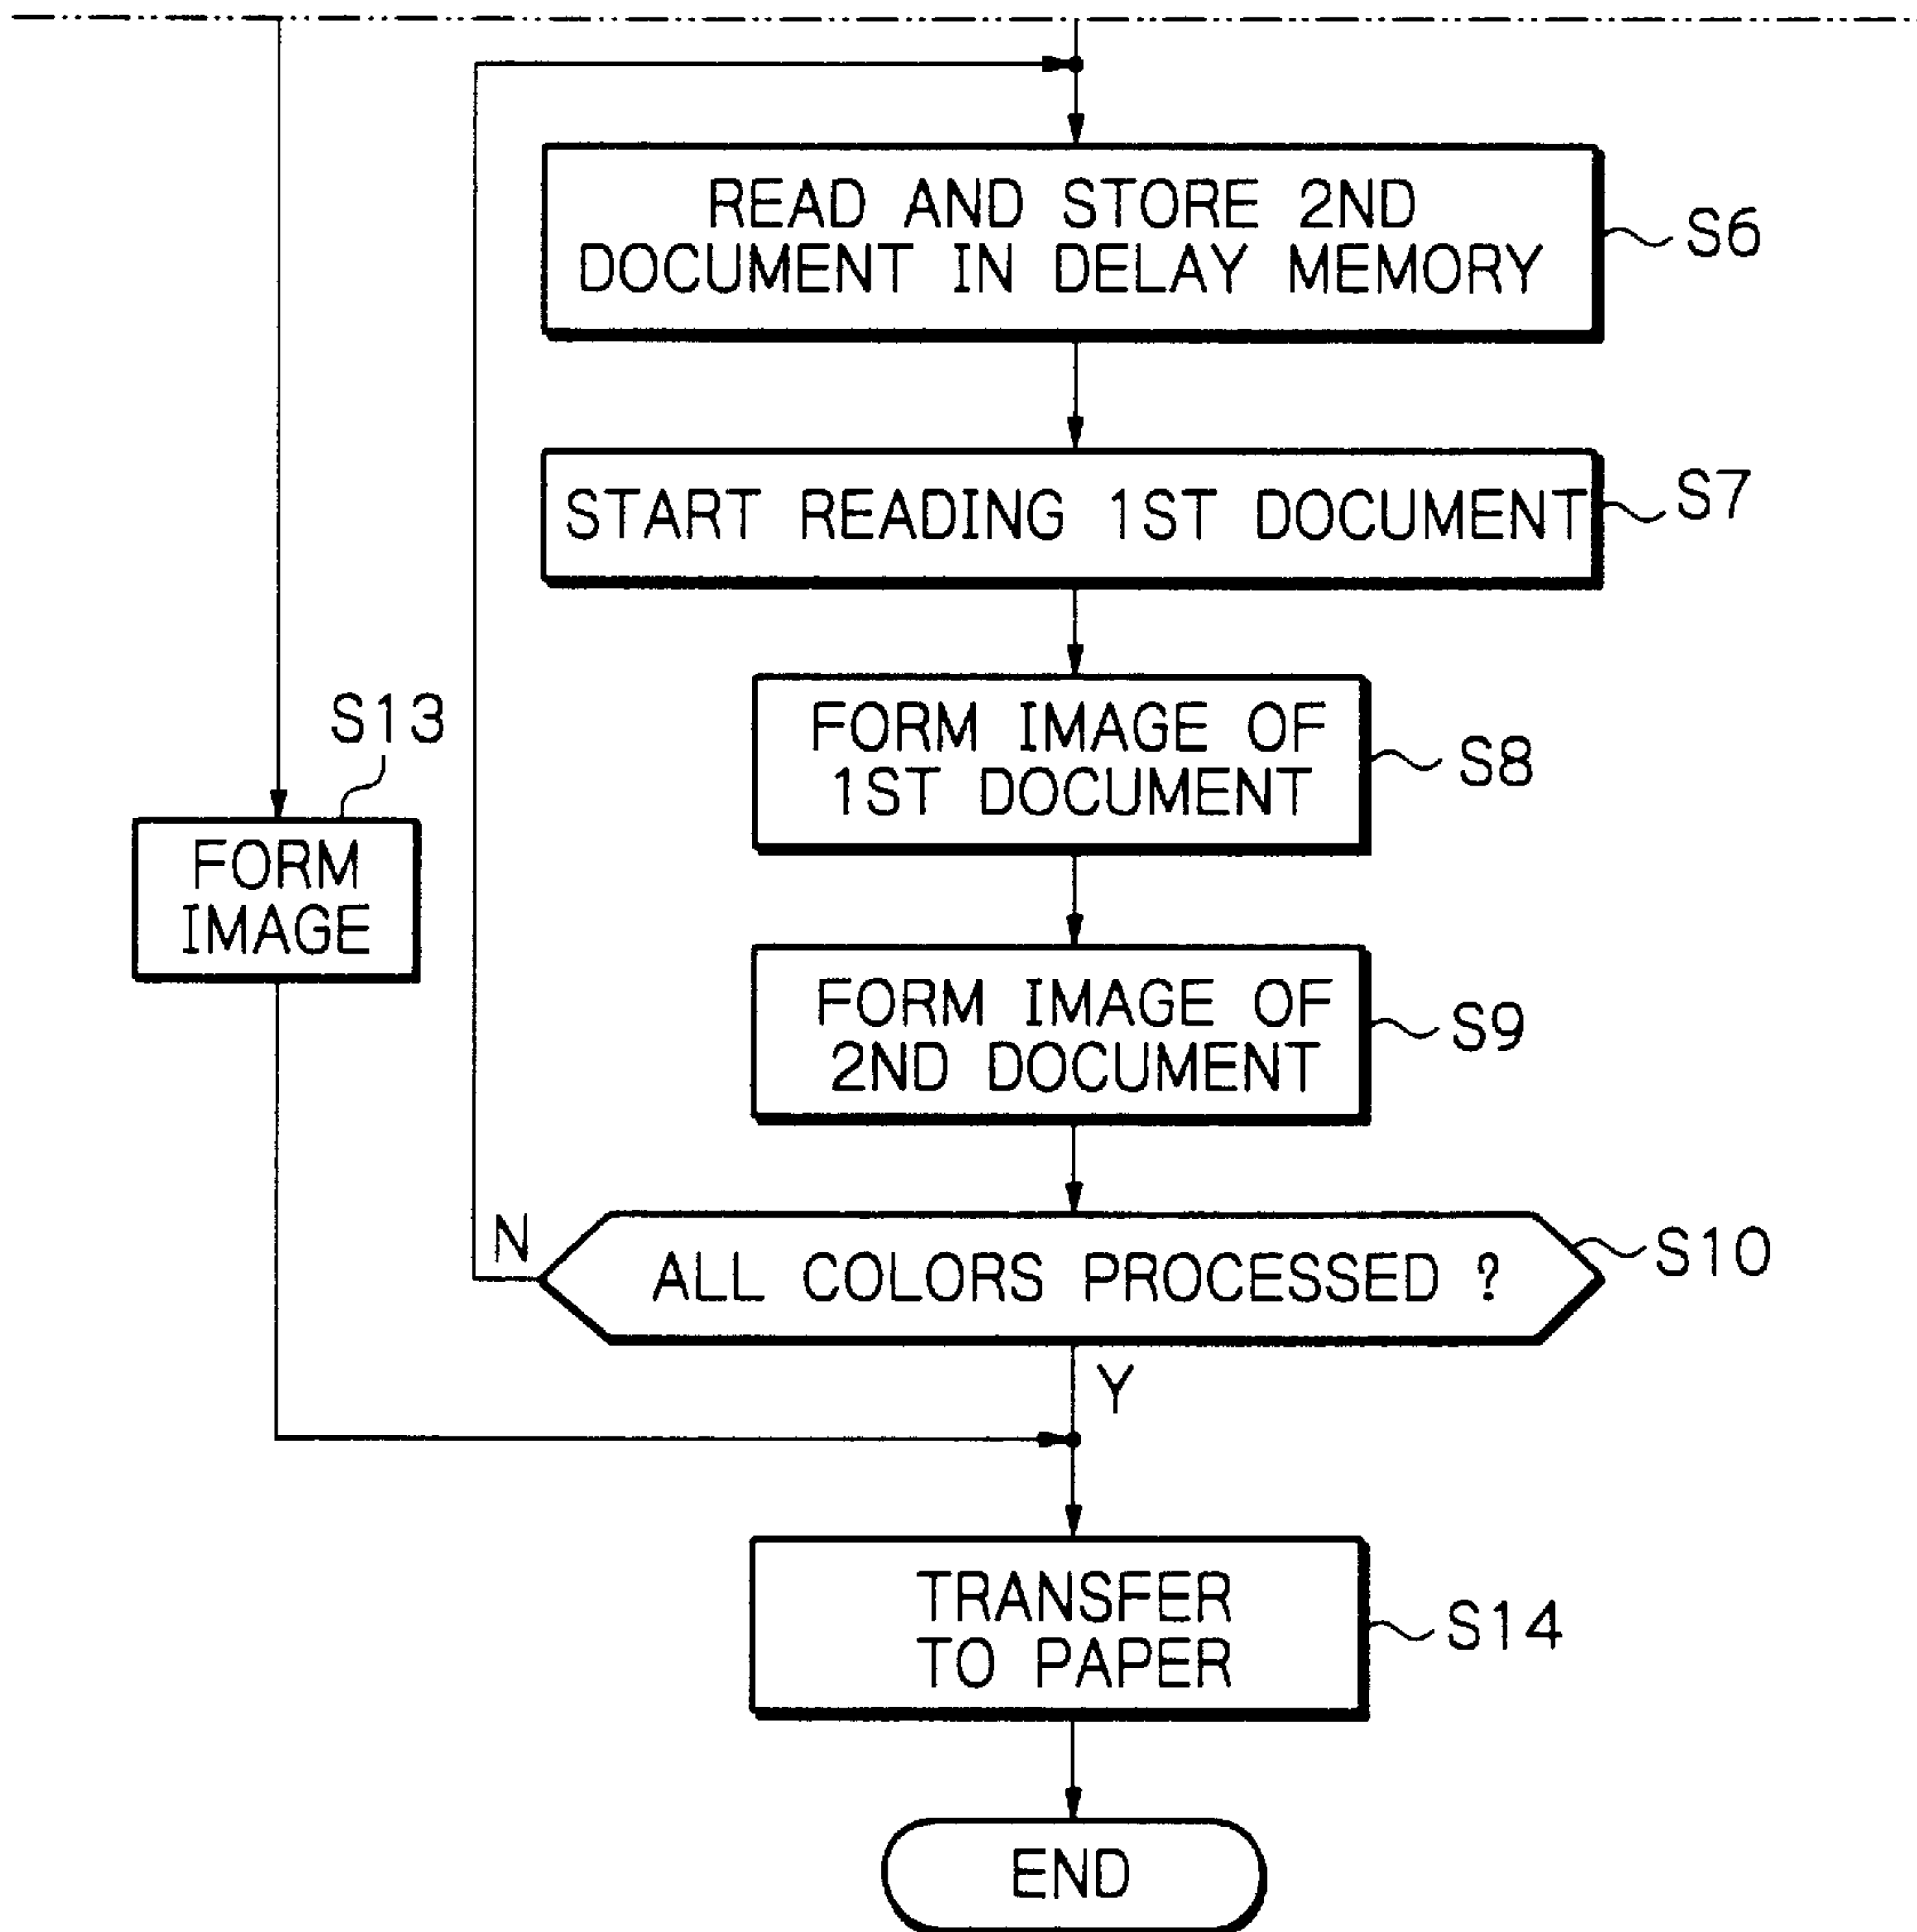 READ AND STORE 2ND
DOCUMENT IN DELAY MEMORY
S6
START READING 1ST DOCUMENT
S7
FORM IMAGE OF
1ST DOCUMENT
S8
S13
FORM
IMAGE
FORM IMAGE OF
2ND DOCUMENT
S9
N
ALL COLORS PROCESSED ?
S10
Y
TRANSFER
TO PAPER
S14
END